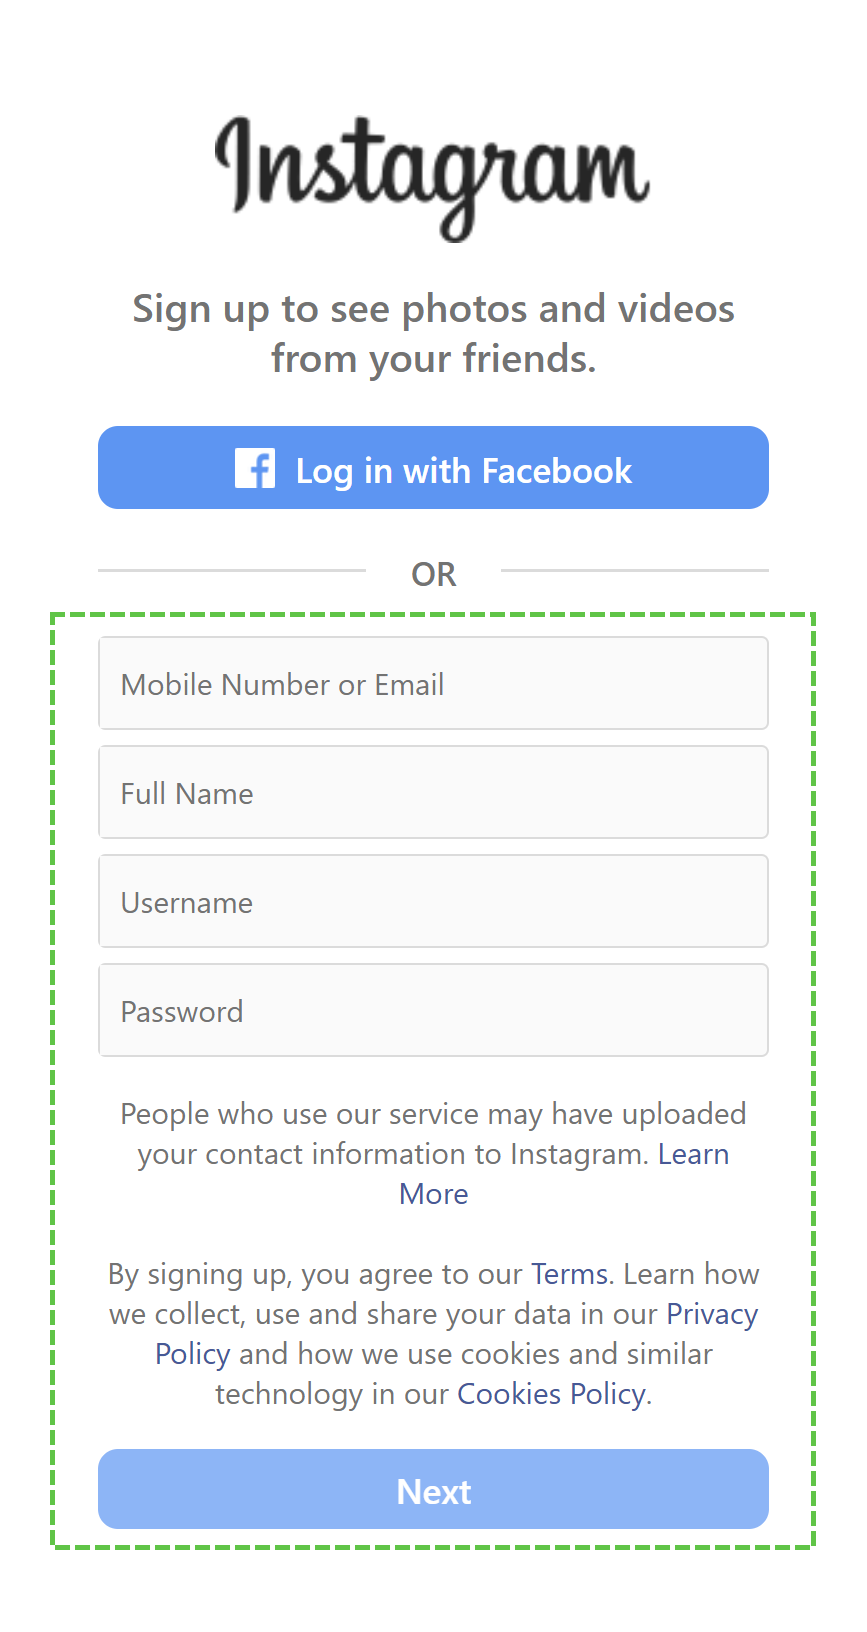 Instagram
Sign up to see photos and videos
from your friends.
Log in with Facebook
OR
Mobile Number or Email
Full Name
Username
Password
People who use our service may have uploaded
your contact information to Instagram. Learn
More
By signing up, you agree to our Terms. Learn how
we collect, use and share your data in our Privacy
Policy and how we use cookies and similar
technology in our Cookies Policy.
Next